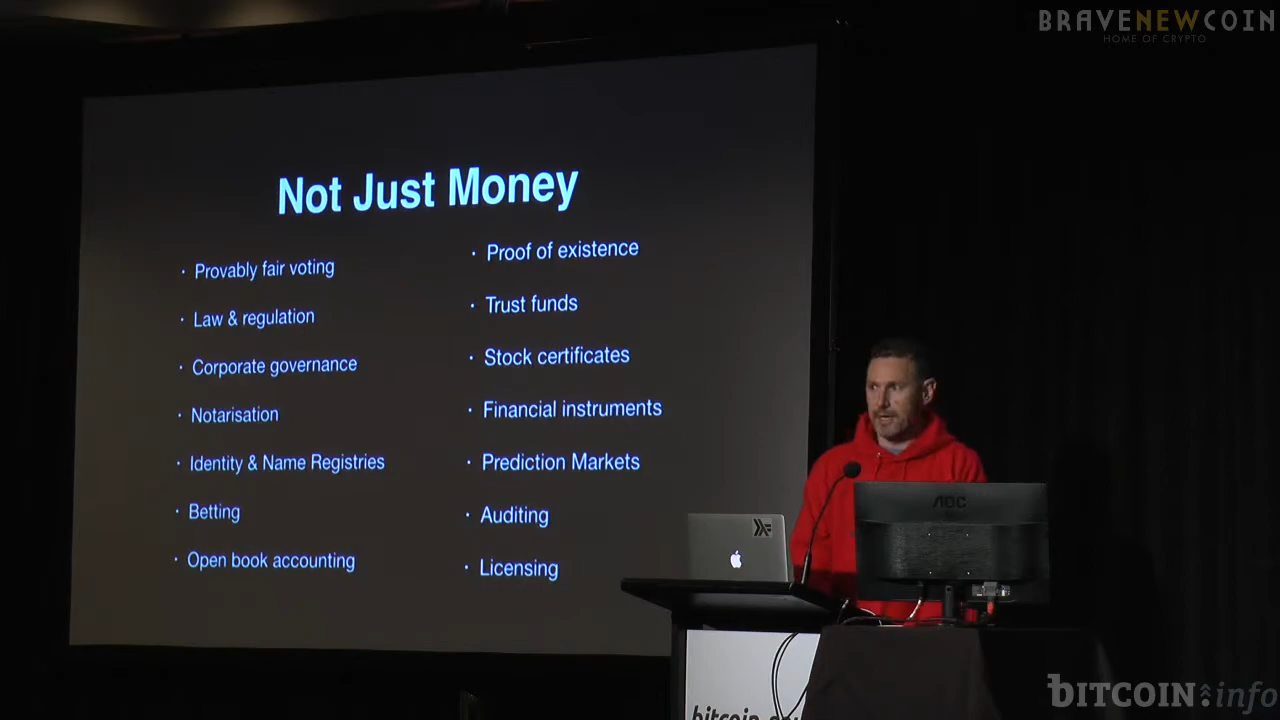 BRAVENEWCOIN
HOME OF CRYPTO
Not Just Money
· Provably fair voting
· Law & regulation
· Corporate governance
· Notarisation
· Identity & Name Registries
· Betting
· Open book accounting
· Proof of existence
· Trust funds
· Stock certificates
· Financial instruments
· Prediction Markets
· Auditing
· Licensing
AOC
bitcoin
BITCOIN info